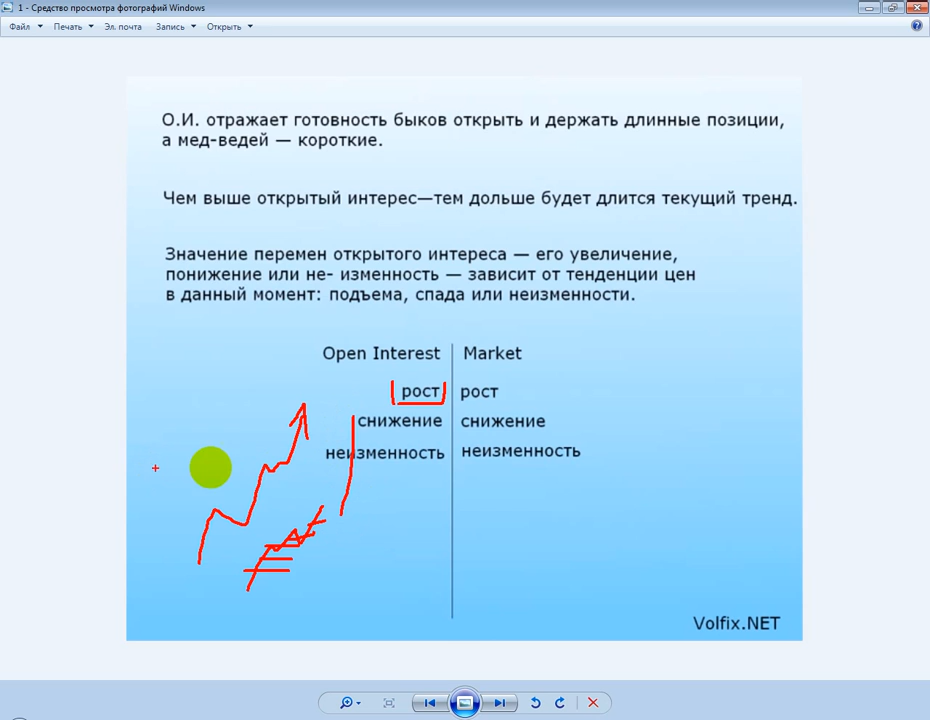 1 - Средство просмотра фотографий Windows
Файл Печать Эл. почта Запись Открыть
О.И. отражает готовность быков открыть и держать длинные позиции,
а мед-ведей — короткие.
Чем выше открытый интерес—тем дольше будет длится текущий тренд.
Значение перемен открытого интереса — его увеличение,
понижение или не- изменность — зависит от тенденции цен
в данный момент: подъема, спада или неизменности.
Open Interest Market
рост рост
снижение снижение
неизменность неизменность
Volfix.NET